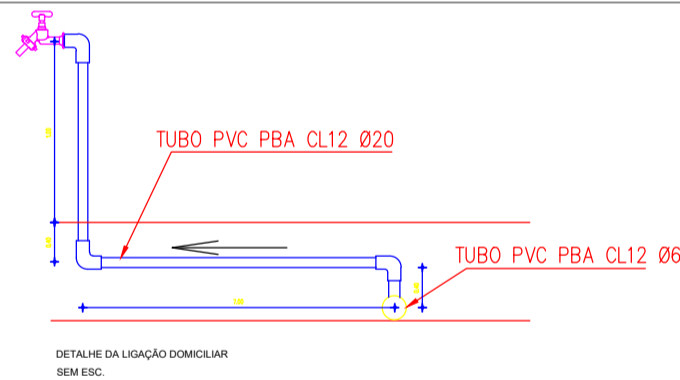 TUBO PVC PBA CL12 Ø20
TUBO PVC PBA CL12 Ø6
DETALHE DA LIGAÇÃO DOMICILIAR
SEM ESC.